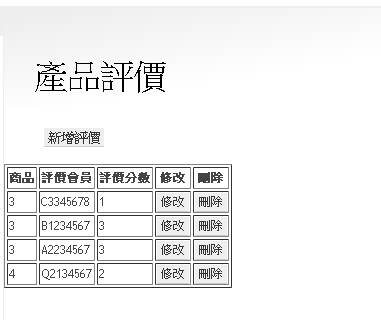 產品評價
新增評價
商品 評價會員 評價分數 修改 刪除
3 C3345678 1 修改 刪除
3 B1234567 3 修改 刪除
3 A2234567 3 修改 刪除
4 Q2134567 2 修改 刪除